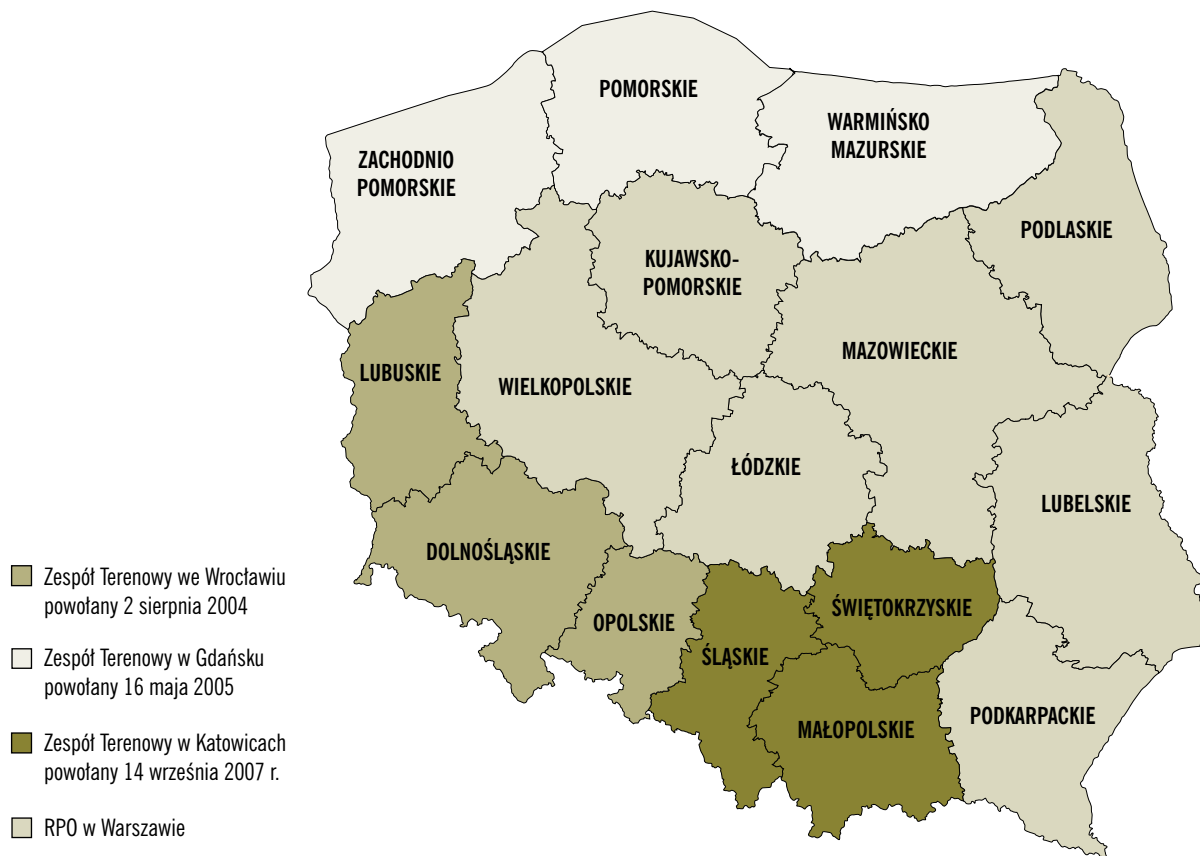 POMORSKIE
WARMIŃSKO
MAZURSKIE
ZACHODNIO
POMORSKIE
PODLASKIE
KUJAWSKO-
POMORSKIE
MAZOWIECKIE
LUBUSKIE
WIELKOPOLSKIE
ŁÓDZKIE
LUBELSKIE
DOLNOŚLĄSKIE
OPOLSKIE
ŚWIĘTOKRZYSKIE
ŚLĄSKIE
MAŁOPOLSKIE
PODKARPACKIE
Zespół Terenowy we Wrocławiu
powołany 2 sierpnia 2004
Zespół Terenowy w Gdańsku
powołany 16 maja 2005
Zespół Terenowy w Katowicach
powołany 14 września 2007 r.
RPO w Warszawie